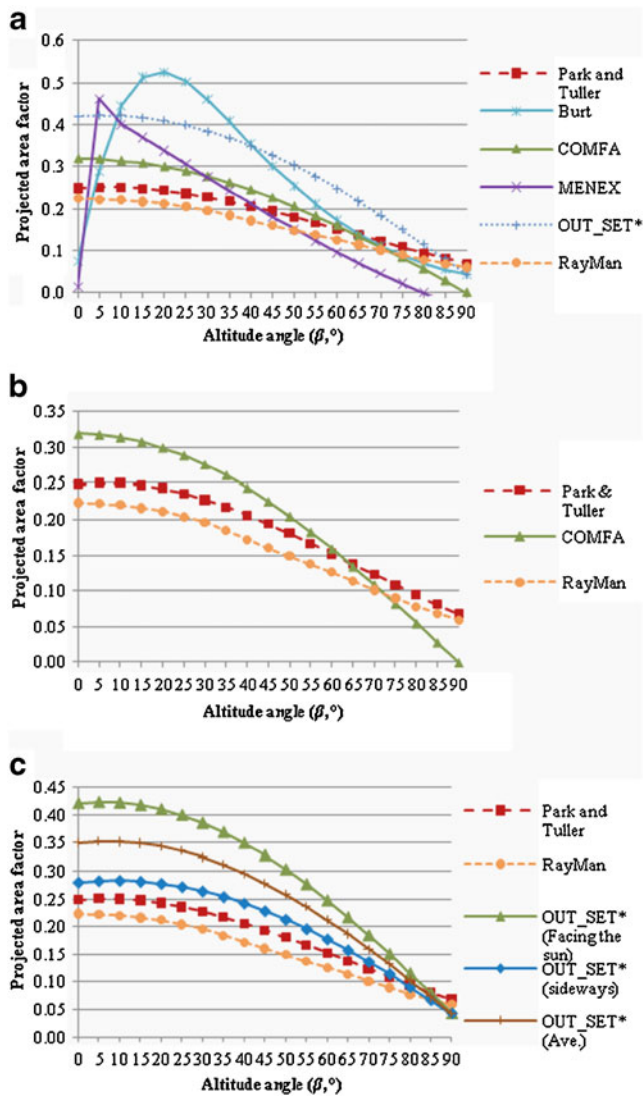 a
0.6
0.5
0.4
0.3
0.2
0.1
0.0
Projected area factor
0 5 10 15 20 25 30 35 40 45 50 55 60 65 70 75 80 85 90
Altitude angle (β,°)
Park and
Tuller
Burt
COMFA
MENEX
OUT_SET*
RayMan
b
0.35
0.30
0.25
0.20
0.15
0.10
0.05
0.00
Projected area factor
0 5 10 15 20 25 30 35 40 45 50 55 60 65 70 75 80 85 90
Altitude angle (β,°)
Park &
Tuller
COMFA
RayMan
c
0.45
0.40
0.35
0.30
0.25
0.20
0.15
0.10
0.05
0.00
Projected area factor
0 5 10 15 20 25 30 35 40 45 50 55 60 65 70 75 80 85 90
Altitude angle (β,°)
Park and
Tuller
RayMan
OUT_SET*
(Facing the
sun)
OUT_SET*
(sideways)
OUT_SET*
(Ave.)